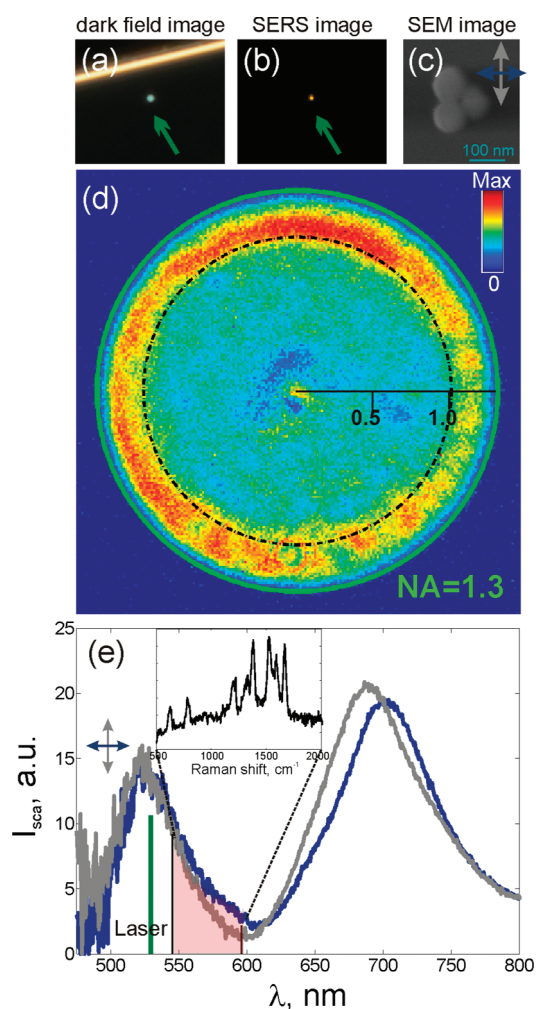 dark field image
SERS image
SEM image
(a)
(b)
(c)
100 nm
(d)
Max
0
0.5
1.0
NA=1.3
(e)
25
20
15
10
5
0
I_sca, a.u.
500
1000
1500
2000
Raman shift, cm⁻¹
Laser
500
550
600
650
700
750
800
λ, nm